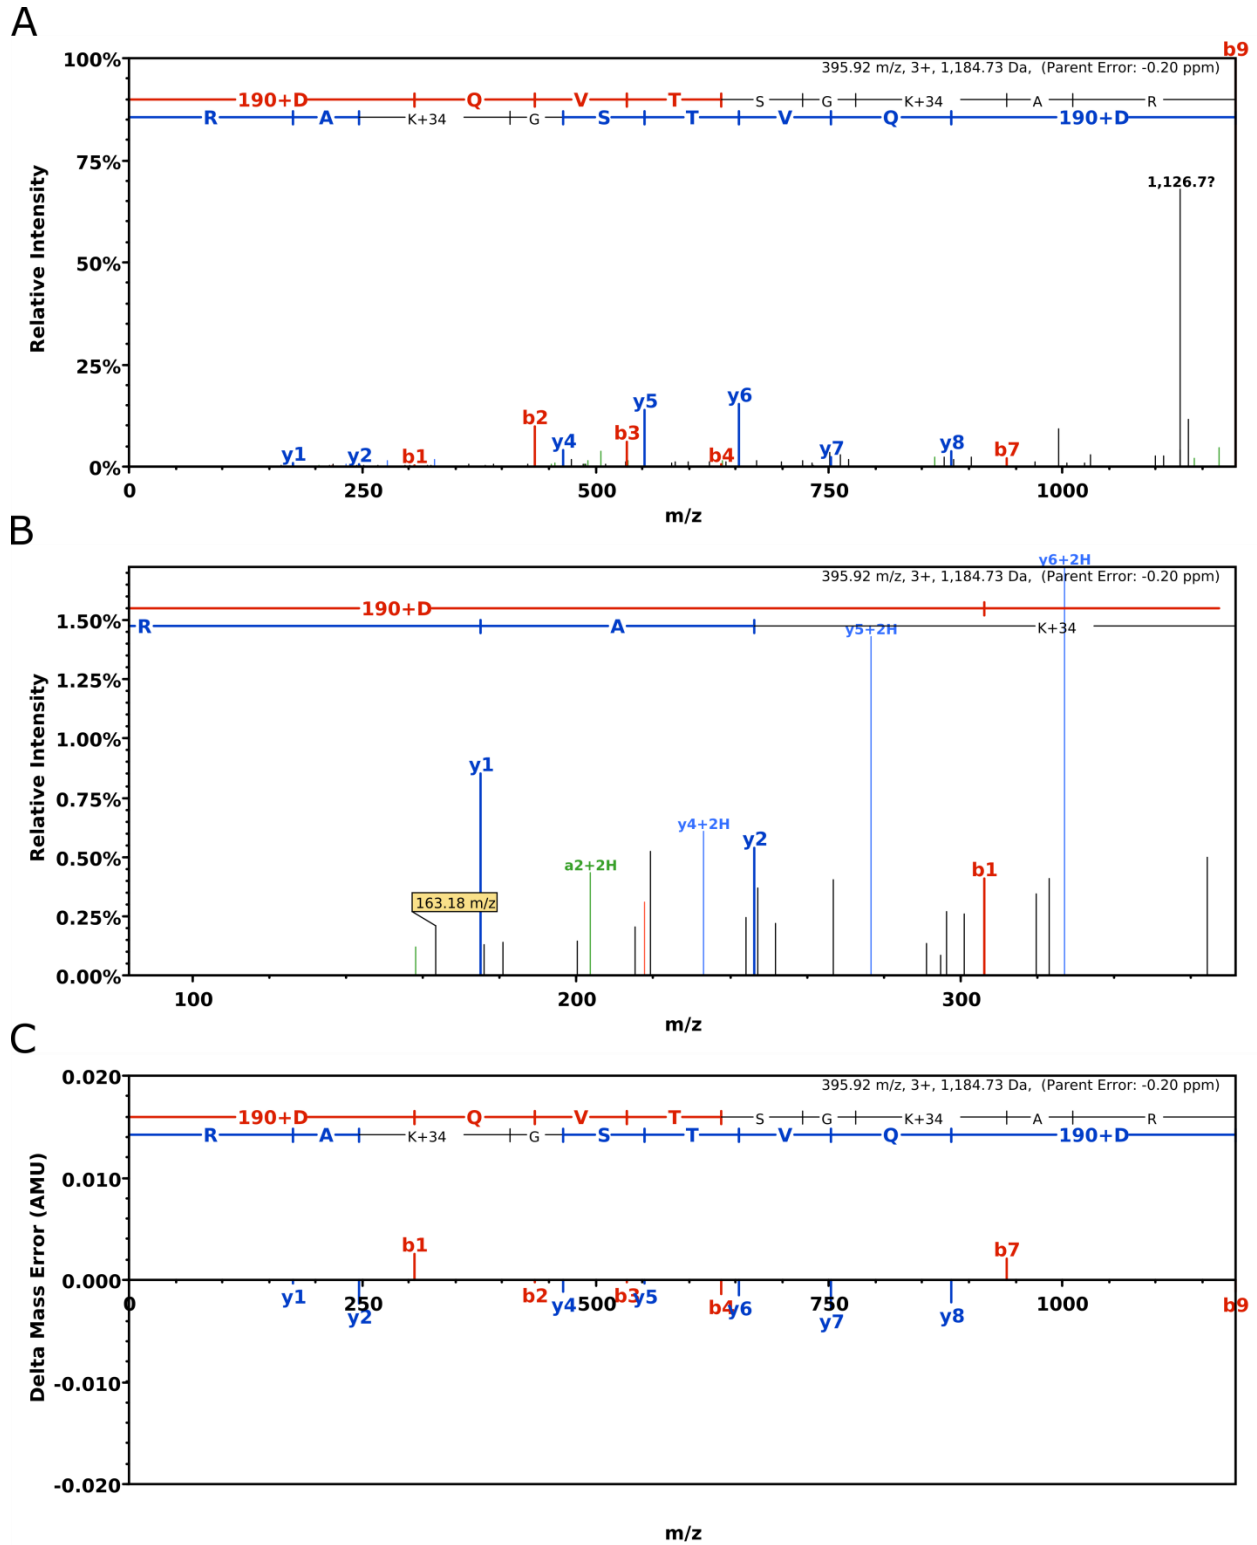 A
b9
100%
395.92 m/z, 3+, 1,184.73 Da, (Parent Error: -0.20 ppm)
190+D Q V T S G K+34 A R
R A K+34 G S T V Q 190+D
75%
1,126.7?
50%
25%
0%
Relative Intensity
y1 y2 b1 b2 y4 b3 y5 b4 y6 y7 y8 b7
0 250 500 750 1000
m/z
B
y6+2H
395.92 m/z, 3+, 1,184.73 Da, (Parent Error: -0.20 ppm)
190+D
R A K+34
y5+2H
1.50%
1.25%
1.00%
0.75%
0.50%
0.25%
0.00%
Relative Intensity
y1
y4+2H
y2
a2+2H
b1
163.18 m/z
100 200 300
m/z
C
0.020
395.92 m/z, 3+, 1,184.73 Da, (Parent Error: -0.20 ppm)
190+D Q V T S G K+34 A R
R A K+34 G S T V Q 190+D
0.010
0.000
-0.010
-0.020
Delta Mass Error (AMU)
b1 b7
y1 y2 b2 y4 b3 y5 b4 y6 y7 y8 b9
0 250 500 750 1000
m/z